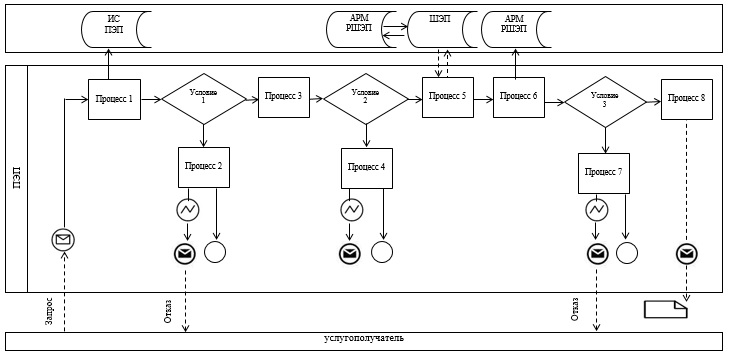 ИС
ПЭП
АРМ
РШЭП
ШЭП
АРМ
РШЭП
ПЭП
Процесс 1
Условие
1
Процесс 3
Условие
2
Процесс 5
Процесс 6
Условие
3
Процесс 8
Процесс 2
Процесс 4
Процесс 7
Запрос
Отказ
Отказ
услугополучатель